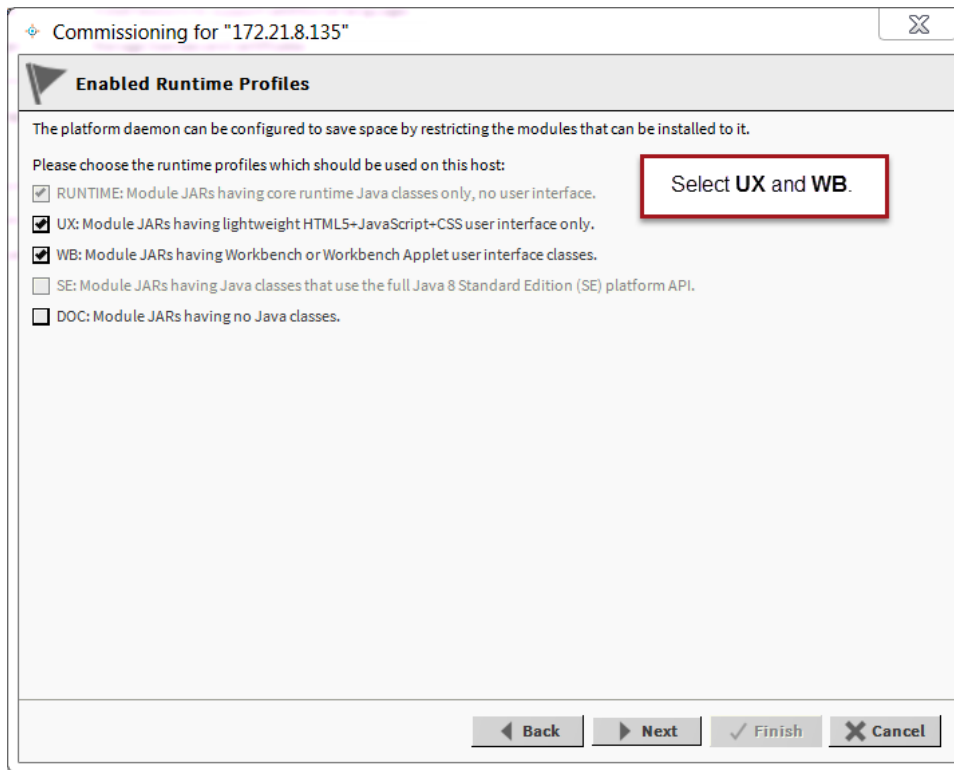 Commissioning for "172.21.8.135"
Enabled Runtime Profiles
The platform daemon can be configured to save space by restricting the modules that can be installed to it.
Please choose the runtime profiles which should be used on this host:
Select UX and WB.
RUNTIME: Module JARs having core runtime Java classes only, no user interface.
UX: Module JARs having lightweight HTML5+JavaScript+CSS user interface only.
WB: Module JARs having Workbench or Workbench Applet user interface classes.
SE: Module JARs having Java classes that use the full Java 8 Standard Edition (SE) platform API.
DOC: Module JARs having no Java classes.
Back Next Finish Cancel